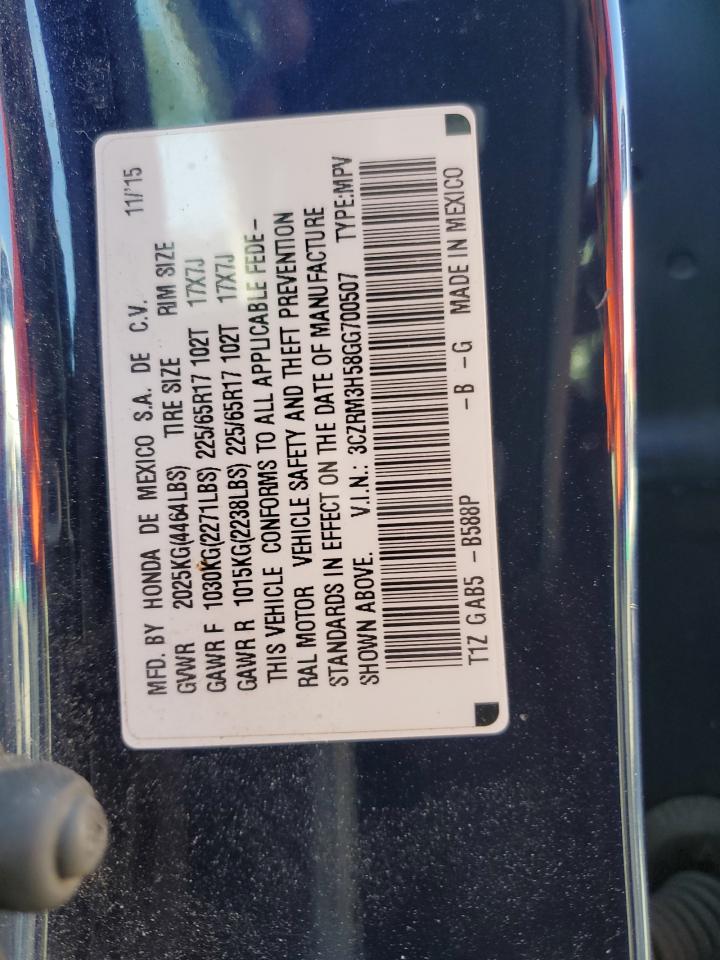 MFD. BY HONDA DE MEXICO S.A. DE C.V. 11/'15
GVWR 2025KG(4464LBS) TIRE SIZE RIM SIZE
GAWR F 1030KG(2271LBS) 225/65R17 102T 17X7J
GAWR R 1015KG(2238LBS) 225/65R17 102T 17X7J
THIS VEHICLE CONFORMS TO ALL APPLICABLE FEDE-
RAL MOTOR VEHICLE SAFETY AND THEFT PREVENTION
STANDARDS IN EFFECT ON THE DATE OF MANUFACTURE
SHOWN ABOVE. V.I.N.: 3CZRM3H58GG700507 TYPE:MPV
T1Z GAB5 -B588P -B -G MADE IN MEXICO